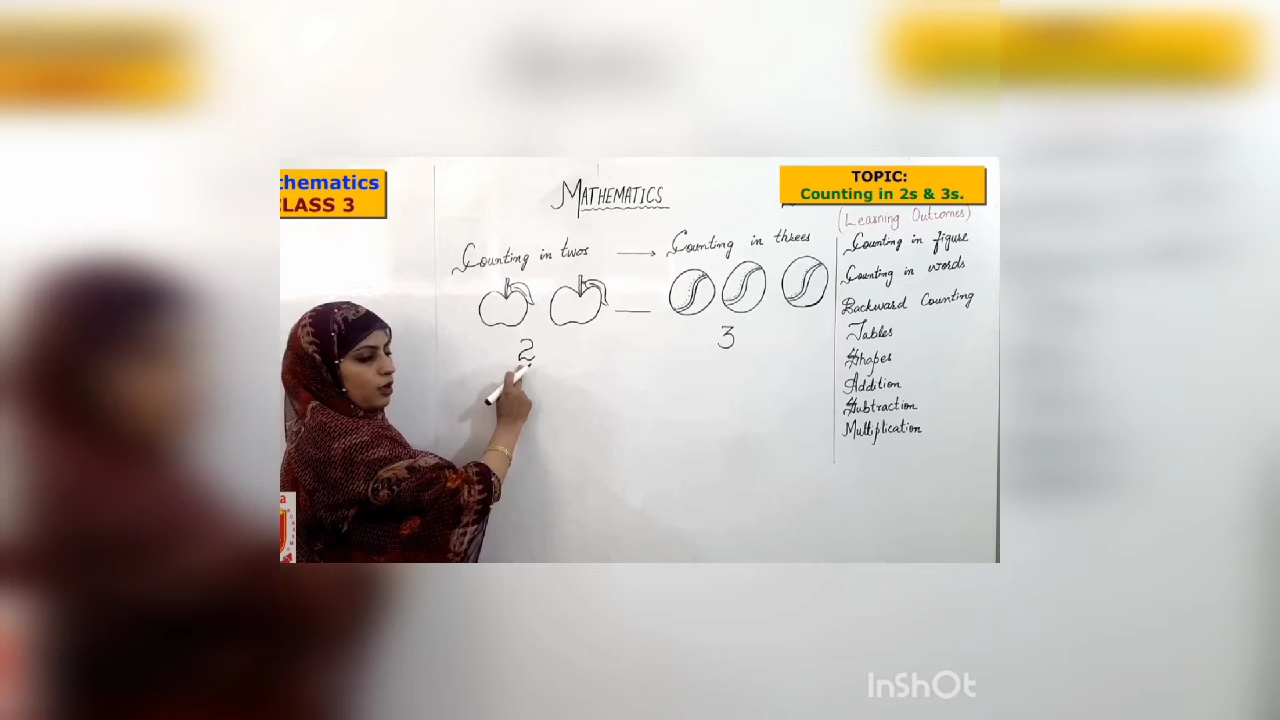 thematics
CLASS 3
TOPIC:
Counting in 2s & 3s.
MATHEMATICS
(Learning Outcomes)
Counting in twos
Counting in threes
2
3
Counting in figure
Counting in words
Backward Counting
Tables
Shapes
Addition
Subtraction
Multiplication
InShOt